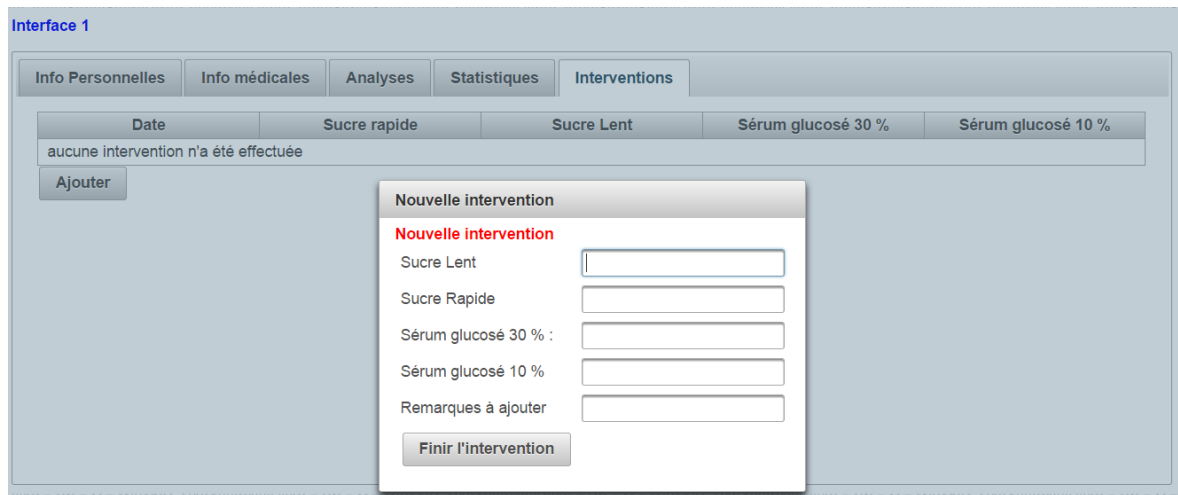 Interface 1
Info Personnelles Info médicales Analyses Statistiques Interventions
Date Sucre rapide Sucre Lent Sérum glucosé 30 % Sérum glucosé 10 %
aucune intervention n'a été effectuée
Ajouter
Nouvelle intervention
Nouvelle intervention
Sucre Lent
Sucre Rapide
Sérum glucosé 30 % :
Sérum glucosé 10 %
Remarques à ajouter
Finir l'intervention